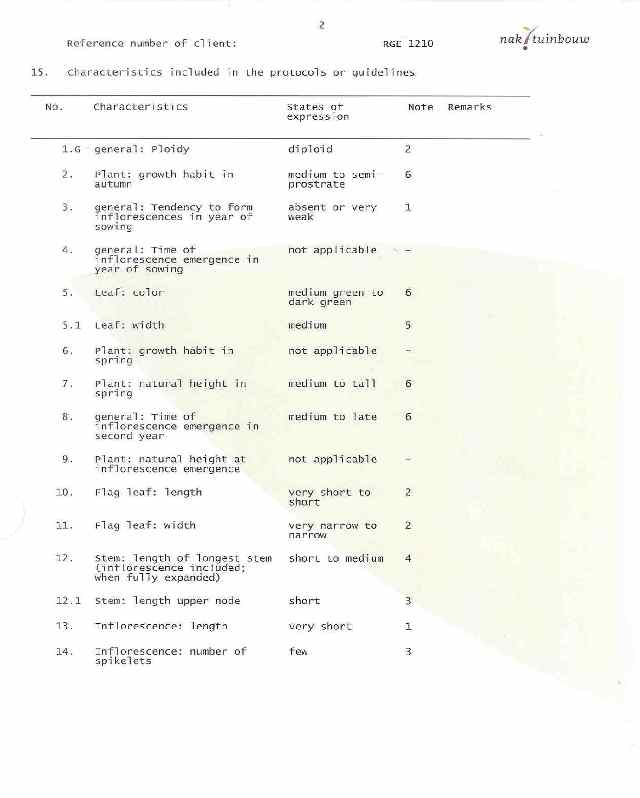 2
Reference number of client: RGE 1210 nak tuinbouw
15. Characteristics included in the protocols or guidelines
No. Characteristics States of expression Note Remarks
1.G general: Ploidy diploid 2
2. Plant: growth habit in medium to semi- 6
autumn prostrate
3. general: Tendency to form absent or very 1
inflorescences in year of weak
sowing
4. general: Time of not applicable -
inflorescence emergence in
year of sowing
5. Leaf: color medium green to 6
dark green
5.1 Leaf: width medium 5
6. Plant: growth habit in not applicable -
spring
7. Plant: natural height in medium to tall 6
spring
8. general: Time of medium to late 6
inflorescence emergence in
second year
9. Plant: natural height at not applicable -
inflorescence emergence
10. Flag leaf: length very short to 2
short
11. Flag leaf: width very narrow to 2
narrow
12. Stem: length of longest stem short to medium 4
(inflorescence included;
when fully expanded)
12.1 Stem: length upper node short 3
13. Inflorescence: length very short 1
14. Inflorescence: number of few 3
spikelets